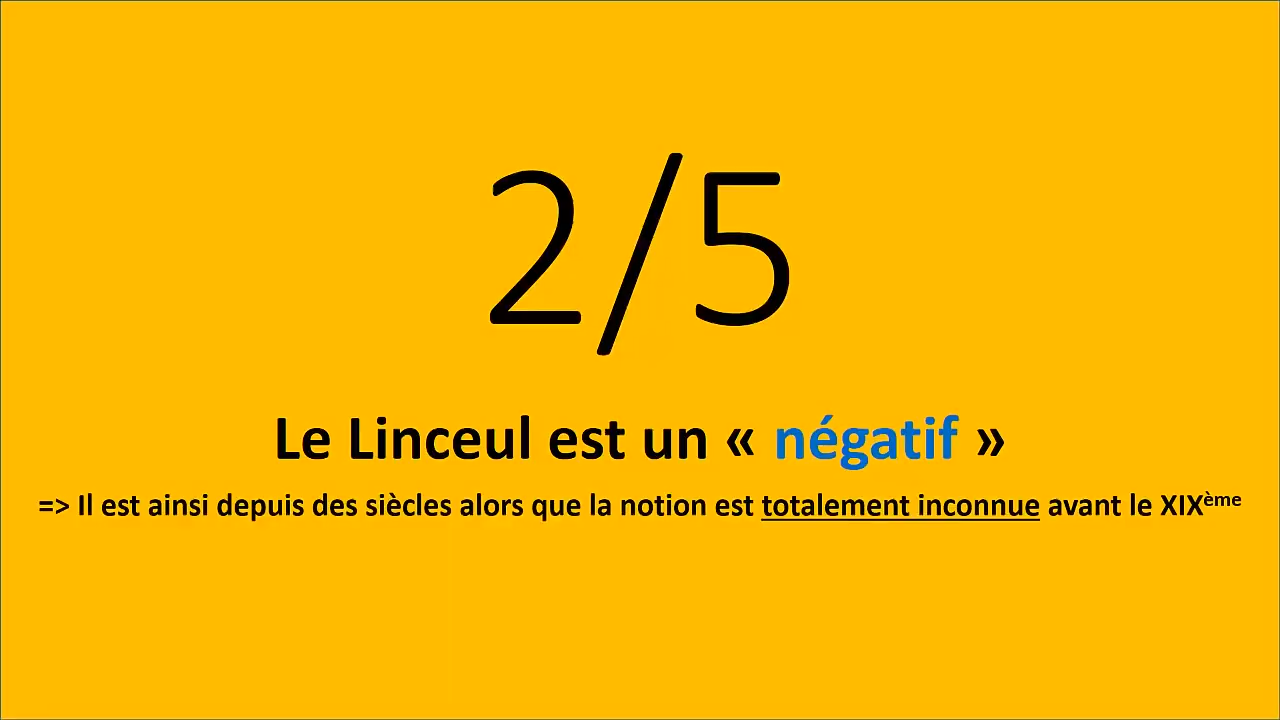 2/5
Le Linceul est un « négatif »
=> Il est ainsi depuis des siècles alors que la notion est totalement inconnue avant le XIXème